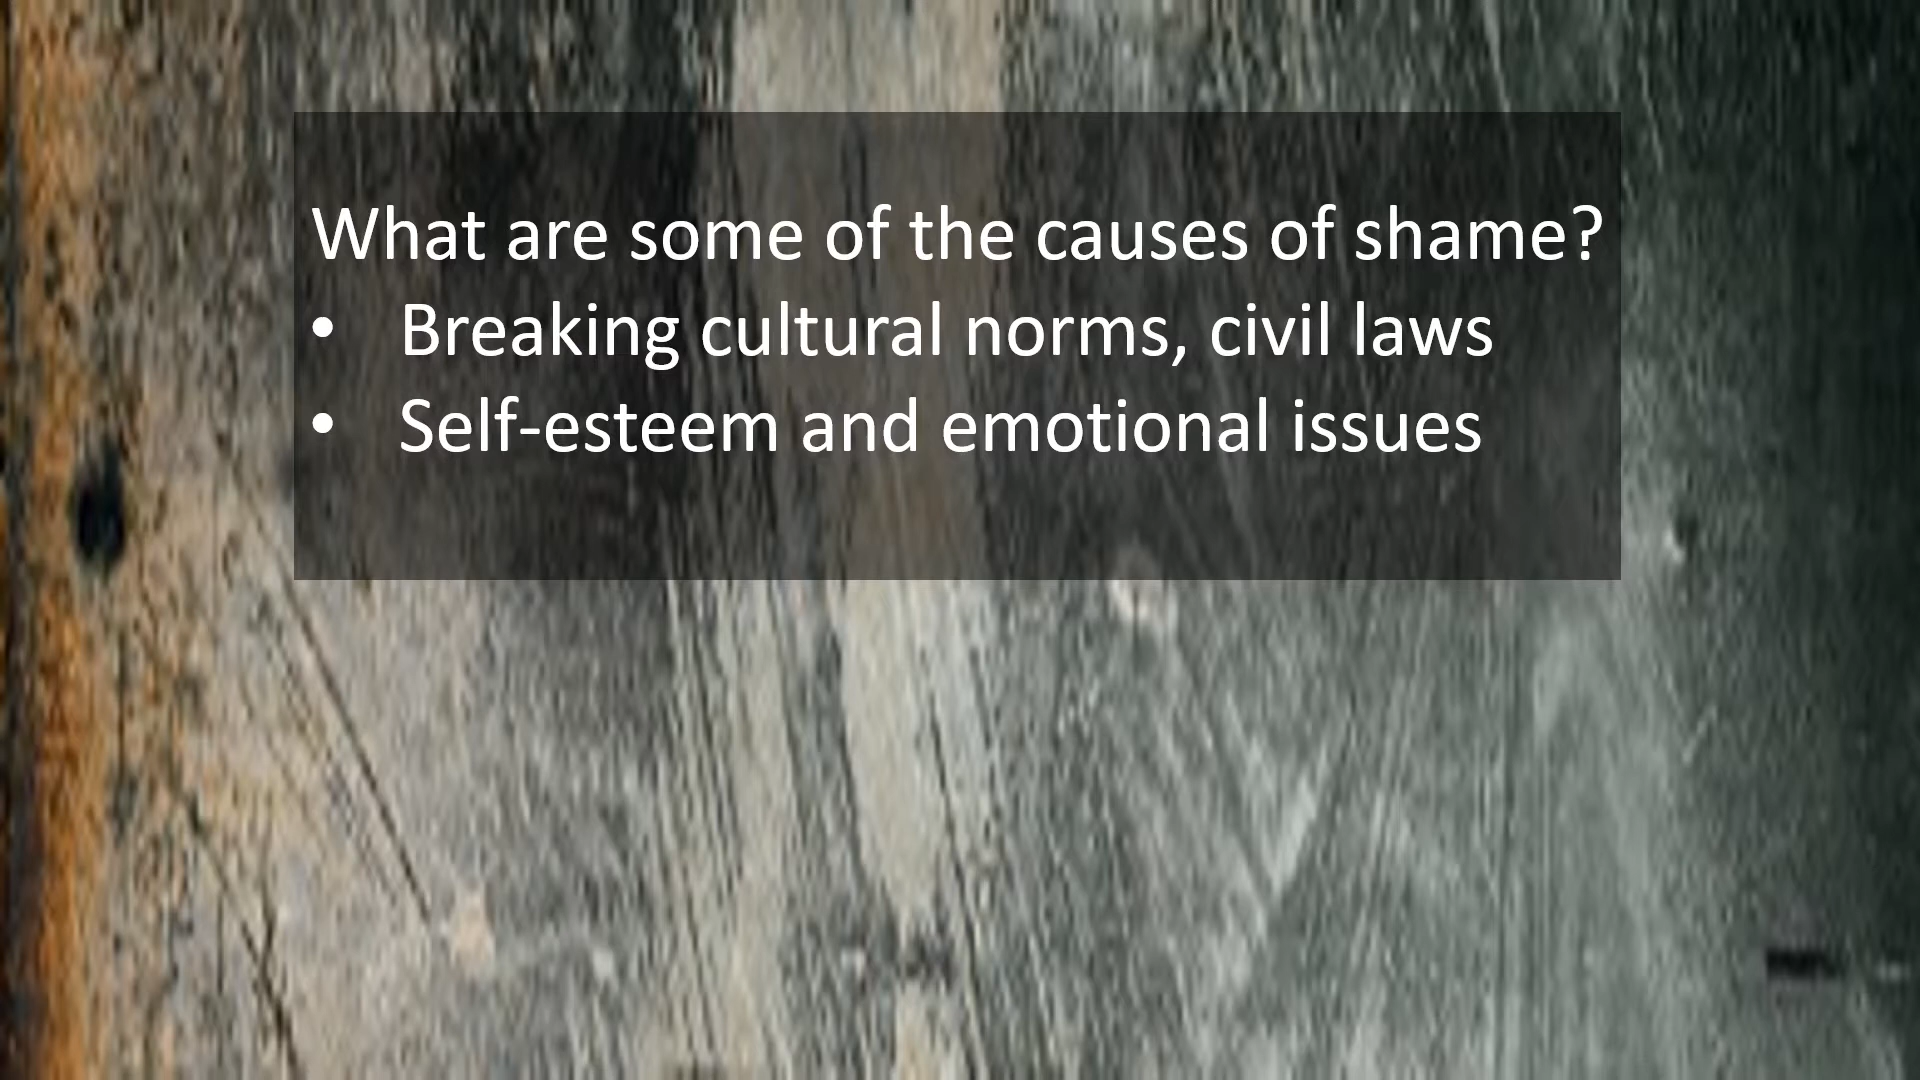 What are some of the causes of shame?
• Breaking cultural norms, civil laws
• Self-esteem and emotional issues